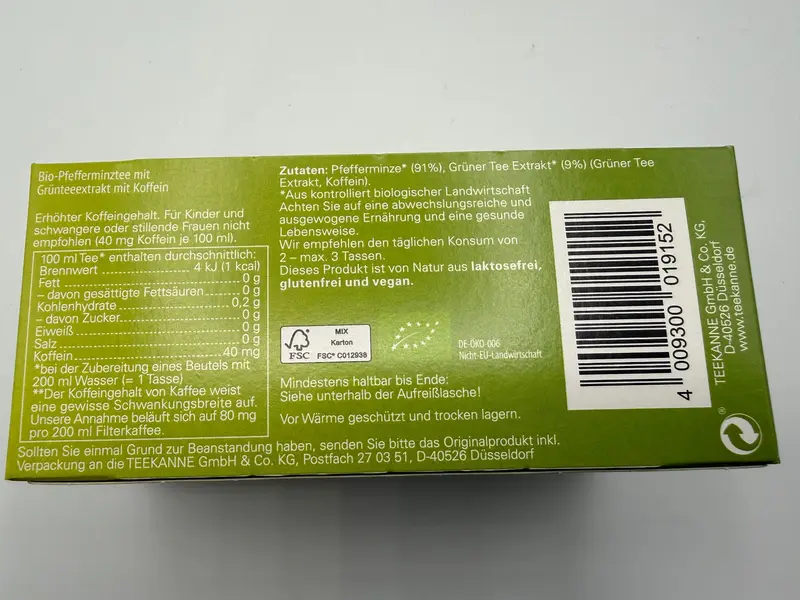 Bio-Pfefferminztee mit
Grünteeextrakt mit Koffein
Erhöhter Koffeingehalt. Für Kinder und
schwangere oder stillende Frauen nicht
empfohlen (40 mg Koffein je 100 ml).
100 ml Tee* enthalten durchschnittlich:
Brennwert 4 kJ (1 kcal)
Fett 0 g
– davon gesättigte Fettsäuren 0 g
Kohlenhydrate 0,2 g
– davon Zucker 0 g
Eiweiß 0 g
Salz 0 g
Koffein 40 mg
*bei der Zubereitung eines Beutels mit
200 ml Wasser (= 1 Tasse)
**Der Koffeingehalt von Kaffee weist
eine gewisse Schwankungsbreite auf.
Unsere Annahme beläuft sich auf 80 mg
pro 200 ml Filterkaffee.
Zutaten: Pfefferminze* (91%), Grüner Tee Extrakt* (9%) (Grüner Tee
Extrakt, Koffein).
*Aus kontrolliert biologischer Landwirtschaft
Achten Sie auf eine abwechslungsreiche und
ausgewogene Ernährung und eine gesunde
Lebensweise.
Wir empfehlen den täglichen Konsum von
2 – max. 3 Tassen.
Dieses Produkt ist von Natur aus laktosefrei,
glutenfrei und vegan.
FSC
MIX
Karton
FSC® C012938
DE-ÖKO-006
Nicht-EU-Landwirtschaft
Mindestens haltbar bis Ende:
Siehe unterhalb der Aufreißlasche!
Vor Wärme geschützt und trocken lagern.
Sollten Sie einmal Grund zur Beanstandung haben, senden Sie bitte das Originalprodukt inkl.
Verpackung an die TEEKANNE GmbH & Co. KG, Postfach 27 03 51, D-40526 Düsseldorf
4 009300 019152
TEEKANNE GmbH & Co. KG,
D-40526 Düsseldorf
www.teekanne.de
®